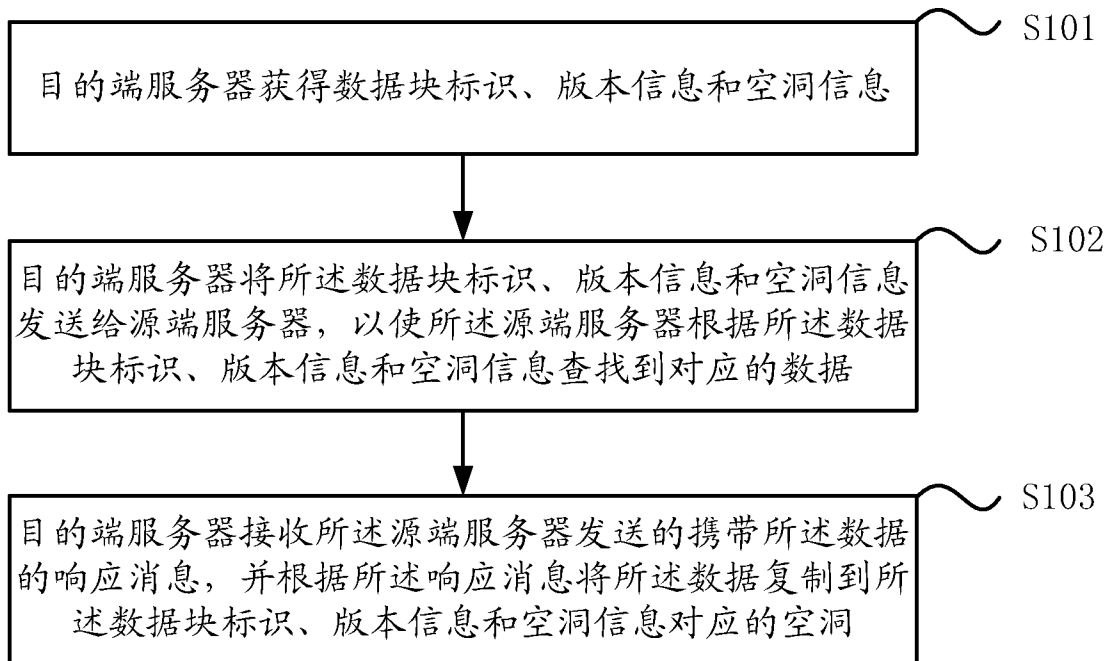 S101
目的端服务器获得数据块标识、版本信息和空洞信息
S102
目的端服务器将所述数据块标识、版本信息和空洞信息
发送给源端服务器，以使所述源端服务器根据所述数据
块标识、版本信息和空洞信息查找到对应的数据
S103
目的端服务器接收所述源端服务器发送的携带所述数据
的响应消息，并根据所述响应消息将所述数据复制到所
述数据块标识、版本信息和空洞信息对应的空洞